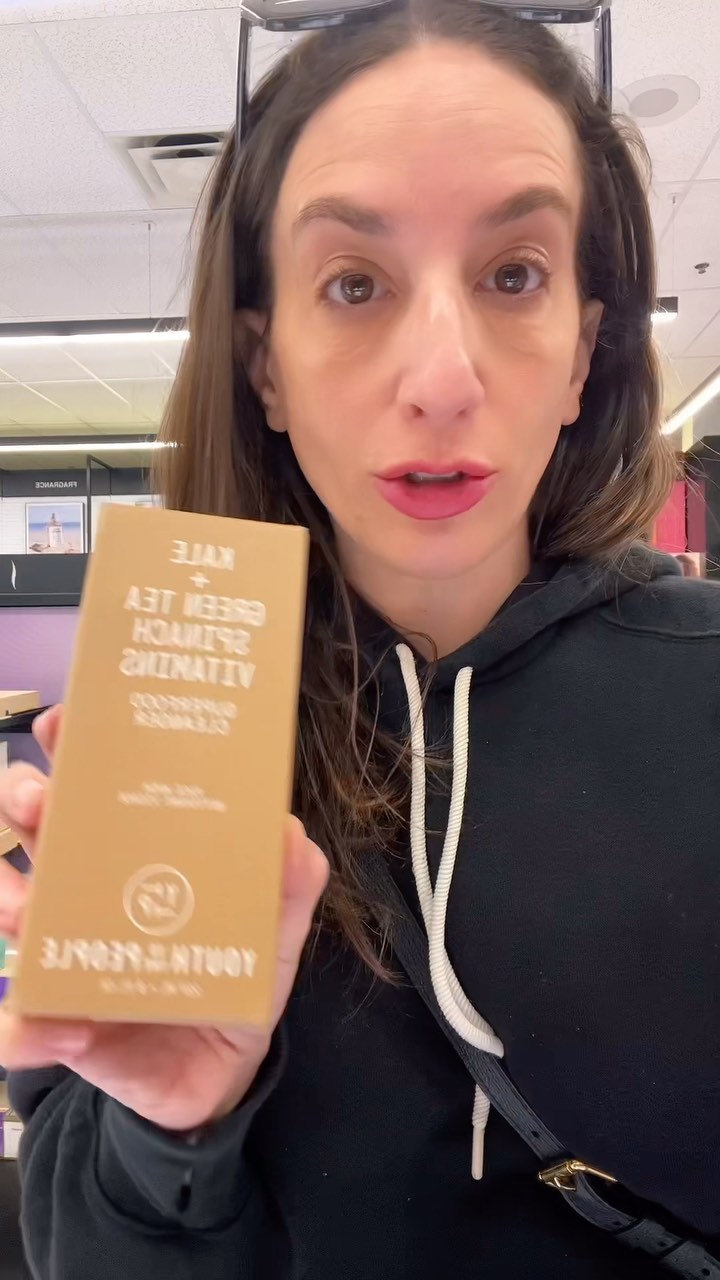 FRAGRANCE
KALE
+
GREEN TEA
SPINACH
VITAMINS
SUPERFOOD
CLEANSER
YOUTH TO THE PEOPLE